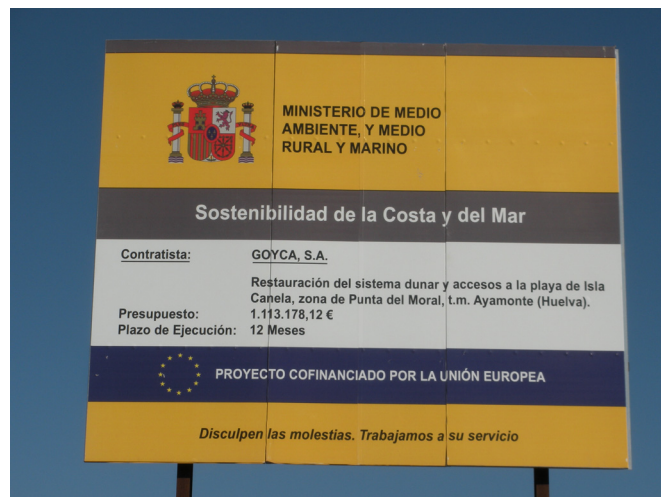 MINISTERIO DE MEDIO
AMBIENTE, Y MEDIO
RURAL Y MARINO
Sostenibilidad de la Costa y del Mar
Contratista: GOYCA, S.A.
Restauración del sistema dunar y accesos a la playa de Isla
Canela, zona de Punta del Moral, t.m. Ayamonte (Huelva).
Presupuesto: 1.113.178,12 €
Plazo de Ejecución: 12 Meses
PROYECTO COFINANCIADO POR LA UNIÓN EUROPEA
Disculpen las molestias. Trabajamos a su servicio